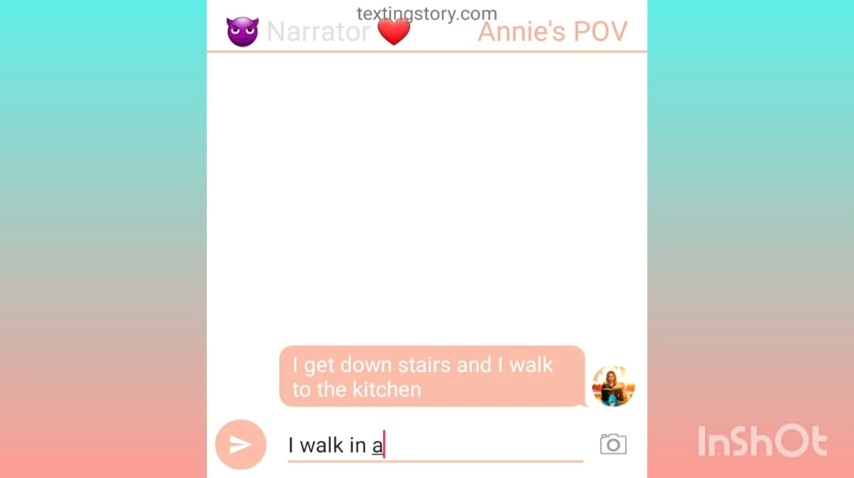 textingstory.com
😈 Narrator ❤️ Annie's POV
I get down stairs and I walk
to the kitchen
I walk in a
InShOt